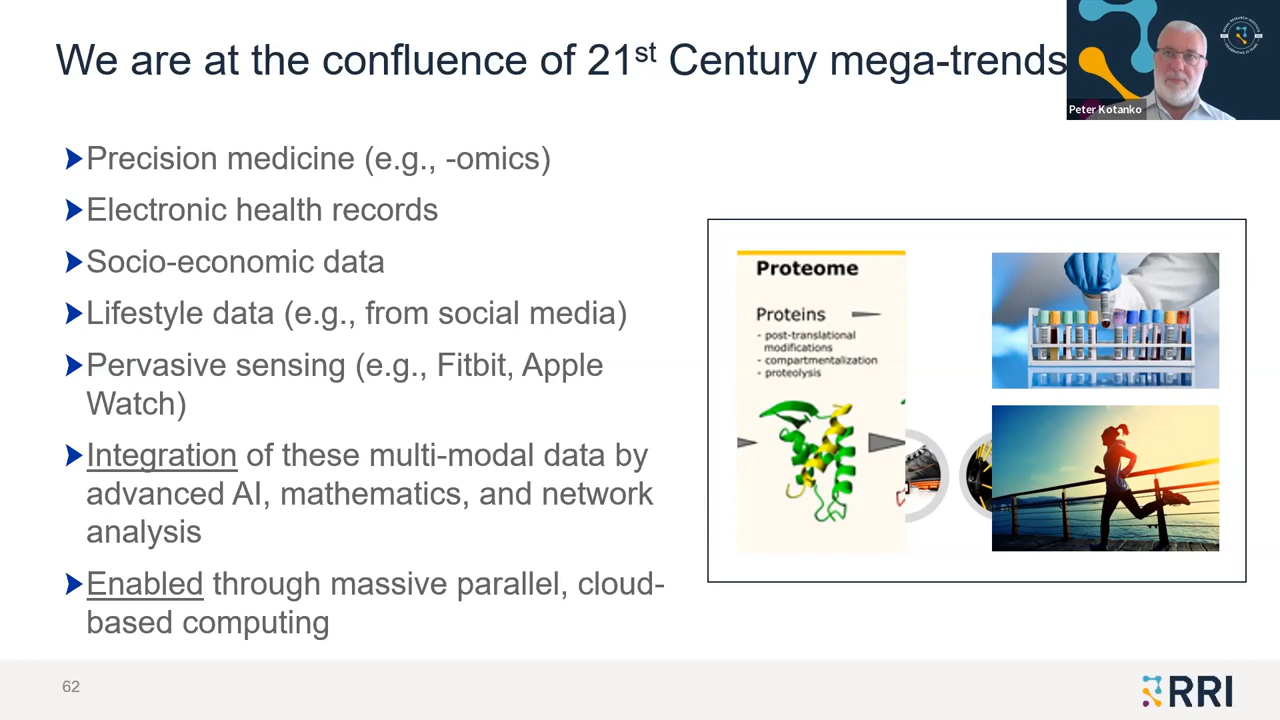 We are at the confluence of 21st Century mega-trends
Peter Kotanko
Precision medicine (e.g., -omics)
Electronic health records
Socio-economic data
Lifestyle data (e.g., from social media)
Pervasive sensing (e.g., Fitbit, Apple
Watch)
Integration of these multi-modal data by
advanced AI, mathematics, and network
analysis
Enabled through massive parallel, cloud-
based computing
Proteome
Proteins
- post-translational
modifications
- compartmentalization
- proteolysis
62
RRI